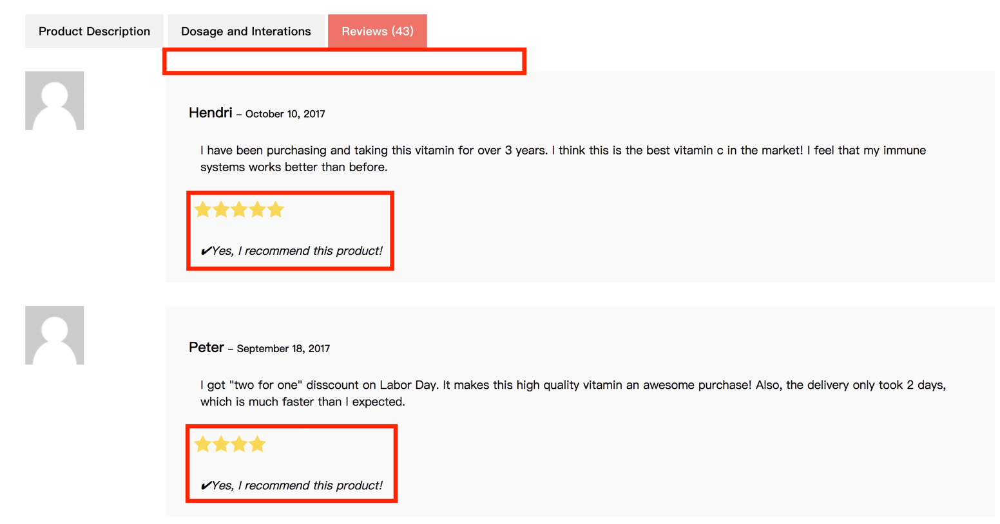 Product Description
Dosage and Interations
Reviews (43)
Hendri – October 10, 2017
I have been purchasing and taking this vitamin for over 3 years. I think this is the best vitamin c in the market! I feel that my immune
systems works better than before.
✔Yes, I recommend this product!
Peter – September 18, 2017
I got "two for one" disscount on Labor Day. It makes this high quality vitamin an awesome purchase! Also, the delivery only took 2 days,
which is much faster than I expected.
✔Yes, I recommend this product!